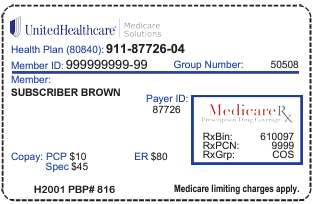 UnitedHealthcare® Medicare Solutions
Health Plan (80840): 911-87726-04
Member ID: 999999999-99 Group Number: 50508
Member:
SUBSCRIBER BROWN
Payer ID:
87726
MedicareRx
Prescription Drug Coverage
RxBin: 610097
RxPCN: 9999
RxGrp: COS
Copay: PCP $10 ER $80
Spec $45
H2001 PBP# 816 Medicare limiting charges apply.